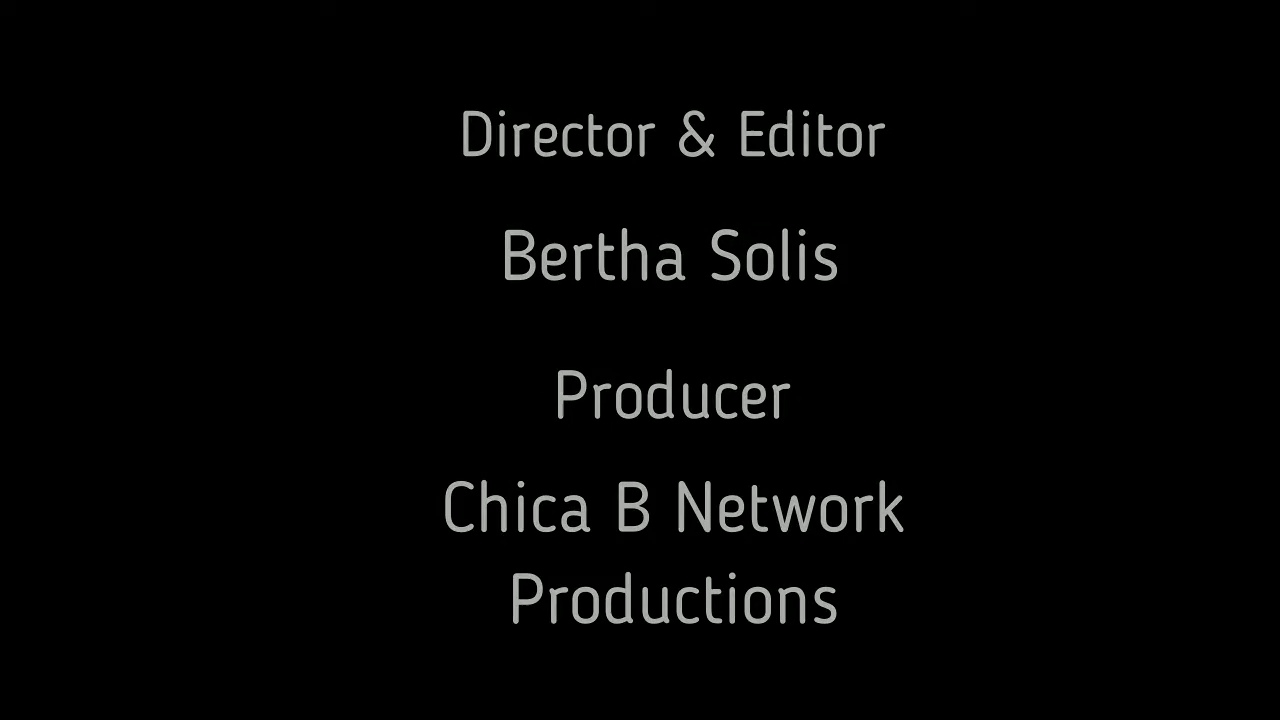 Director & Editor
Bertha Solis
Producer
Chica B Network
Productions